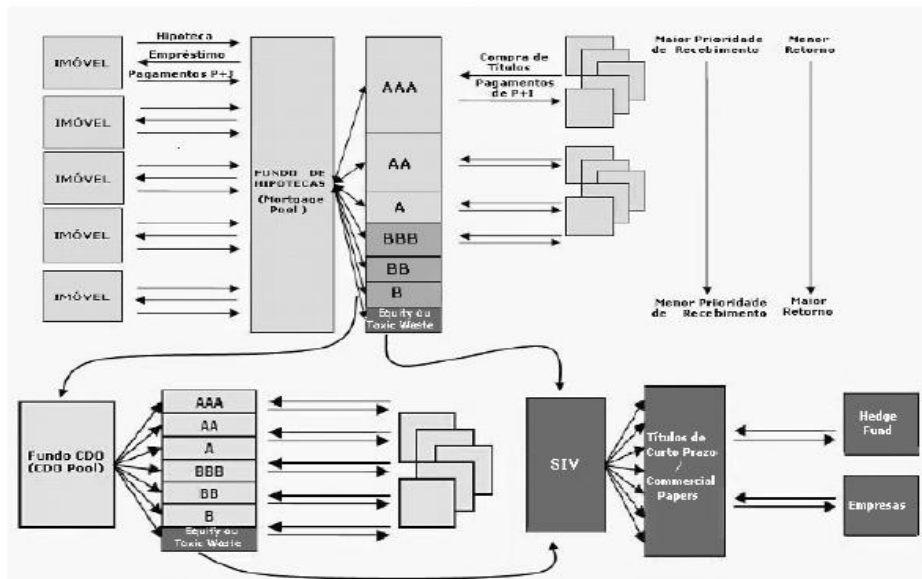 Hipoteca
Empréstimo
Pagamentos P+J
IMÓVEL
IMÓVEL
IMÓVEL
IMÓVEL
IMÓVEL
FUNDO DE
HIPOTECAS
(Mortgage
Pool )
AAA
AA
A
BBB
BB
B
Equity ou
Toxic Waste
Compra de
Títulos
Pagamentos
de P+I
Maior Prioridade
de Recebimento
Menor
Retorno
Menor Prioridade
de Recebimento
Maior
Retorno
Fundo CDO
(CDO Pool)
AAA
AA
A
BBB
BB
B
Equity ou
Toxic Waste
SIV
Títulos de
Curto Prazo
/
Commercial
Papers
Hedge
Fund
Empresas